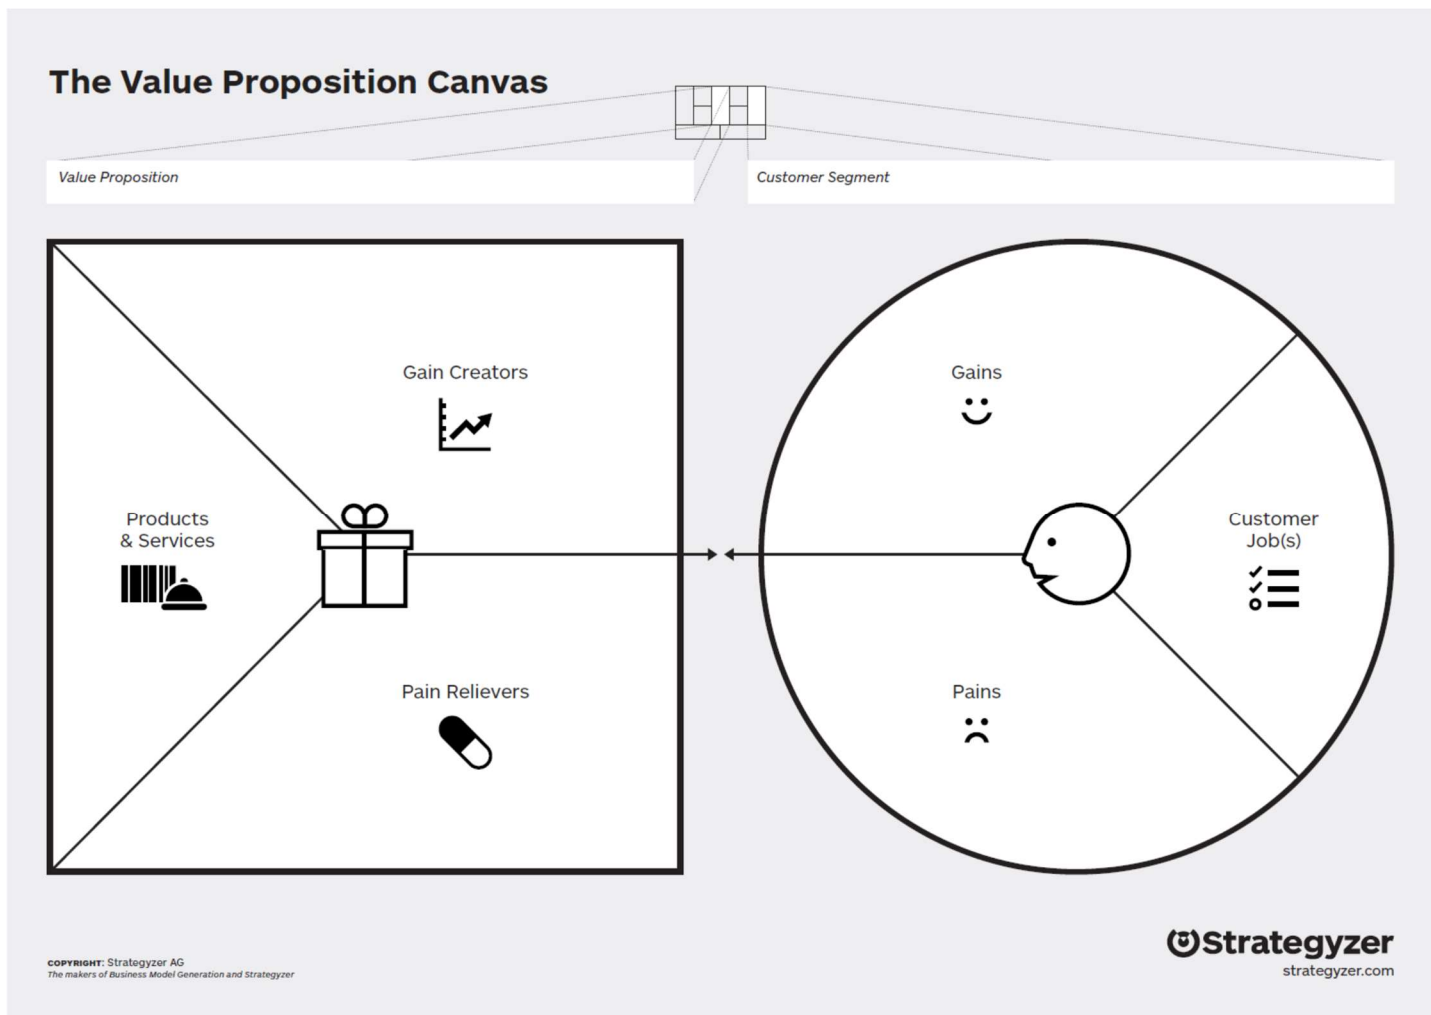 The Value Proposition Canvas
Value Proposition
Customer Segment
Gain Creators
Gains
Products
& Services
Customer
Job(s)
Pain Relievers
Pains
COPYRIGHT: Strategyzer AG
The makers of Business Model Generation and Strategyzer
Strategyzer
strategyzer.com